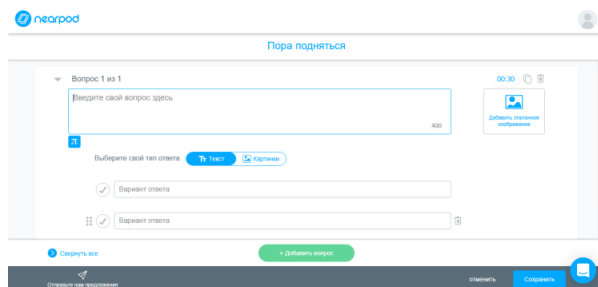 nearpod
Пора подняться
Вопрос 1 из 1
00:30
Введите свой вопрос здесь
400
Добавить эталонное
изображение
π
Выберите свой тип ответа
Тт Текст
Картинки
Вариант ответа
Вариант ответа
Свернуть все
+ Добавить вопрос
Отправьте нам предложения
отменить
Сохранить